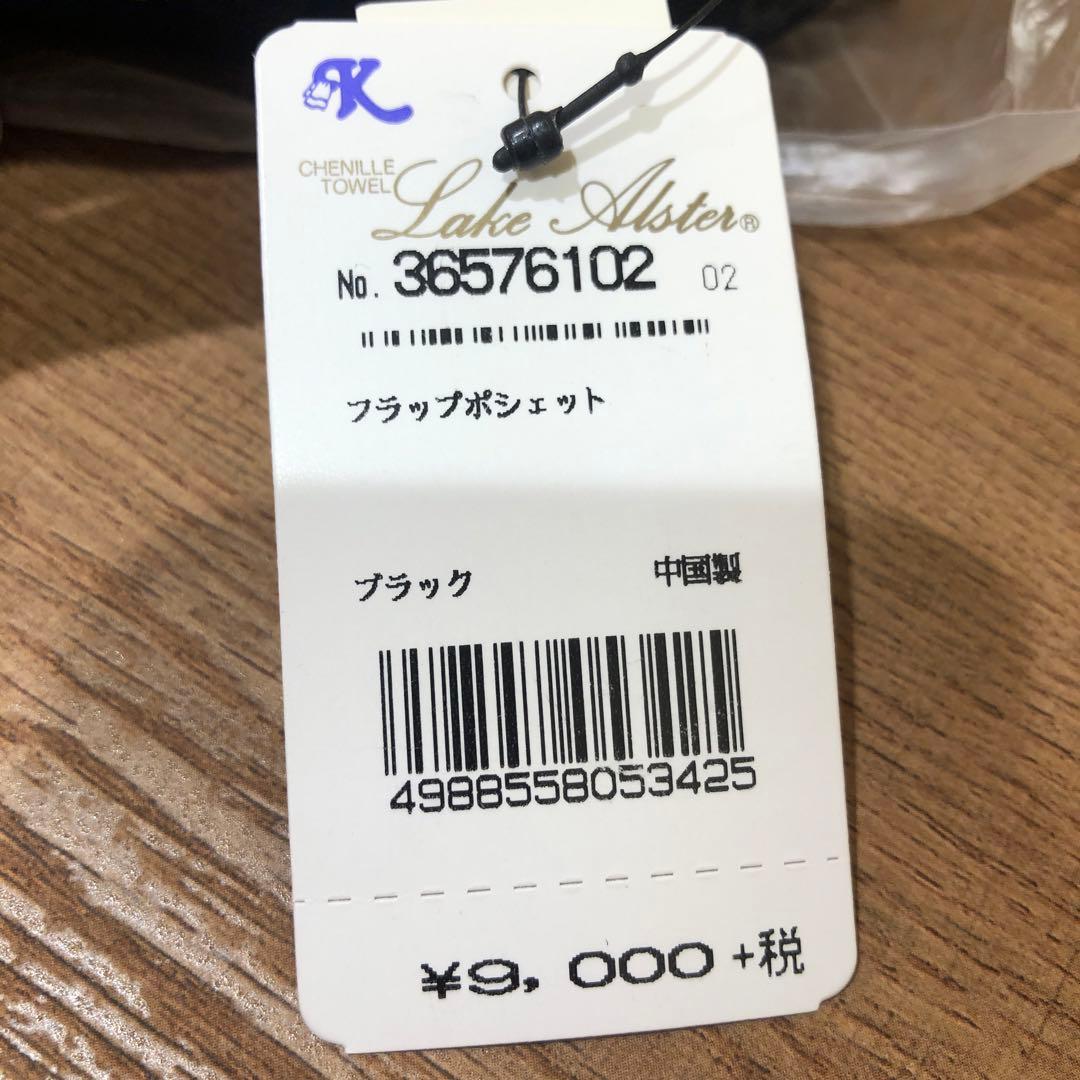 K
CHENILLE
TOWEL
Lake Alster®
No. 36576102 02
フラップポシェット
ブラック 中国製
4988558053425
¥9,000+税